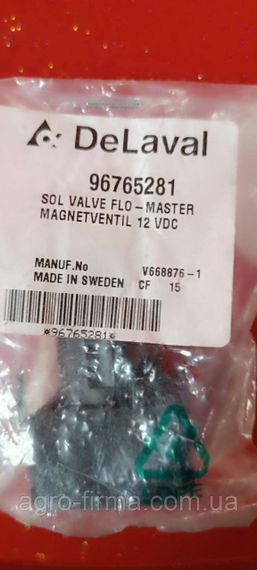 DeLaval
96765281
SOL VALVE FLO-MASTER
MAGNETVENTIL 12 VDC
MANUF.No V668876-1
MADE IN SWEDEN CF 15
*96765281*
agro-firma.com.ua